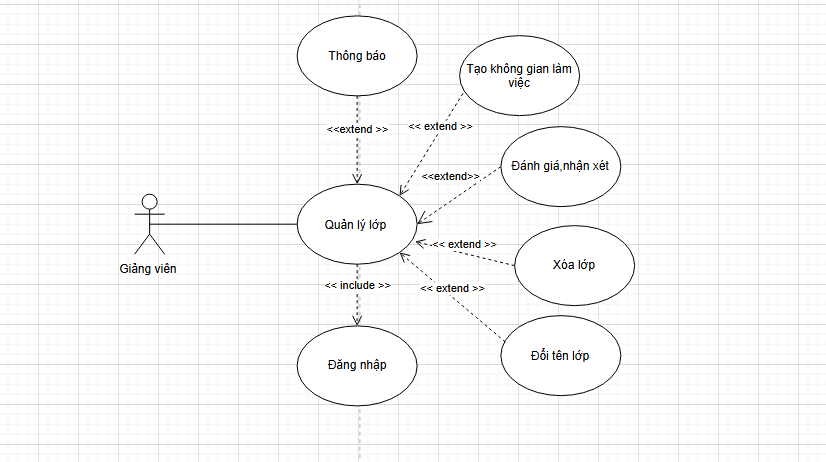 Thông báo
Tạo không gian làm
việc
<<extend >>
<< extend >>
Đánh giá,nhận xét
<<extend>>
Quản lý lớp
<< extend >>
Xóa lớp
Giảng viên
<< include >>
<< extend >>
Đổi tên lớp
Đăng nhập